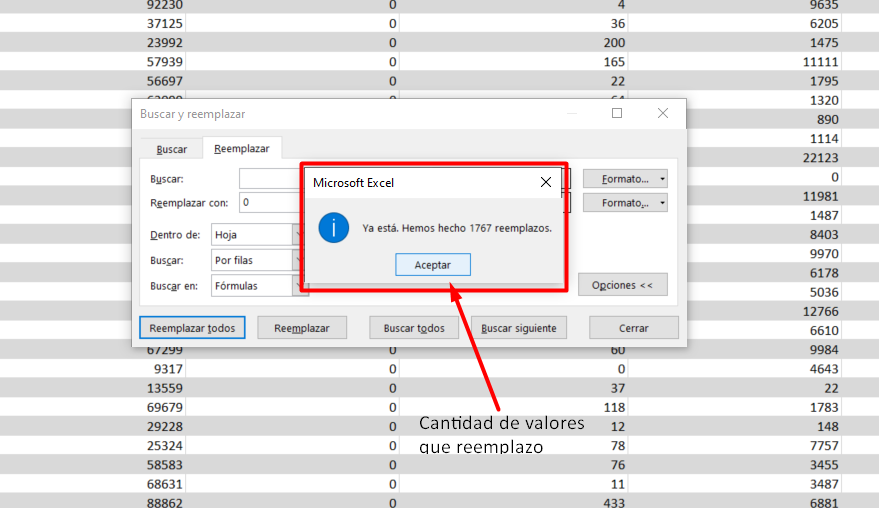 92230 0 4 9635
37125 0 36 6205
23992 0 200 1475
57939 0 165 11111
56697 0 22 1795
1320
Buscar y reemplazar
890
Buscar Reemplazar
1114
22123
Microsoft Excel
Buscar:
Formato...
0
Reemplazar con: 0
Formato...
11981
1487
Ya está. Hemos hecho 1767 reemplazos.
Dentro de: Hoja
8403
9970
Buscar: Por filas
Aceptar
6178
Buscar en: Fórmulas
Opciones <<
5036
12766
Reemplazar todos Reemplazar Buscar todos Buscar siguiente Cerrar
6610
67299 0 60 9984
9317 0 0 4643
13559 0 37 22
69679 0 118 1783
Cantidad de valores
29228 0 12 148
que reemplazo
25324 0 78 7757
58583 0 76 3455
68631 0 11 3487
88862 0 433 6881